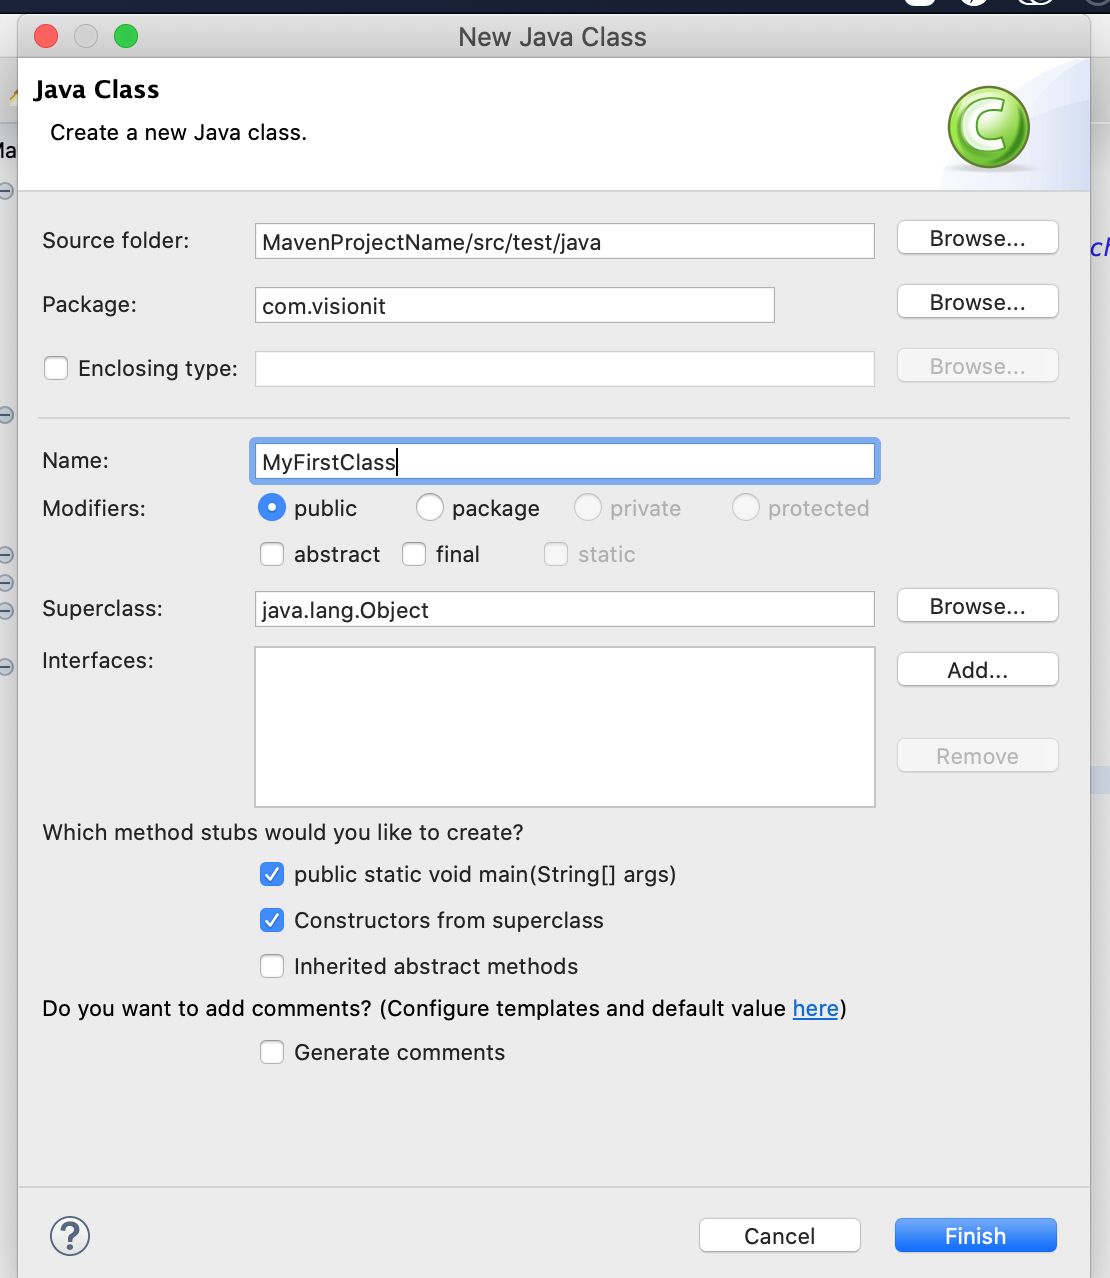 New Java Class
Java Class
Create a new Java class.
Source folder: MavenProjectName/src/test/java Browse...
Package: com.visionit Browse...
Enclosing type: Browse...
Name: MyFirstClass
Modifiers: public package private protected
abstract final static
Superclass: java.lang.Object Browse...
Interfaces: Add...
Remove
Which method stubs would you like to create?
public static void main(String[] args)
Constructors from superclass
Inherited abstract methods
Do you want to add comments? (Configure templates and default value here)
Generate comments
? Cancel Finish